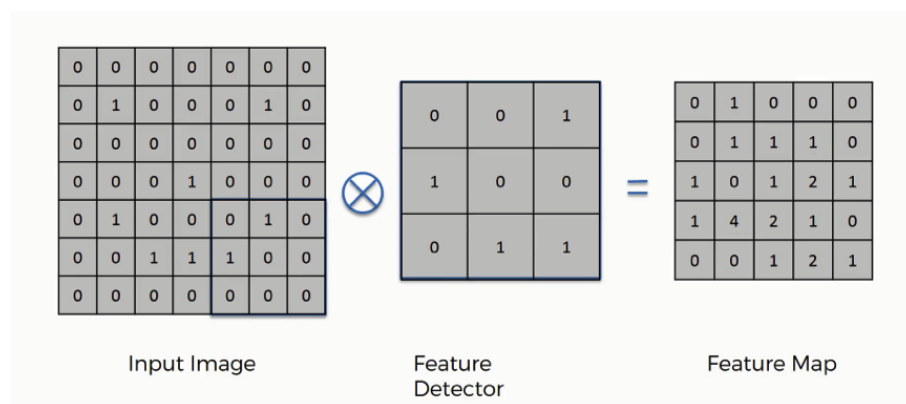 0 0 0 0 0 0 0
0 1 0 0 0 1 0
0 0 0 0 0 0 0
0 0 0 1 0 0 0
0 1 0 0 0 1 0
0 0 1 1 1 0 0
0 0 0 0 0 0 0
0 0 1
1 0 0
0 1 1
=
0 1 0 0 0
0 1 1 1 0
1 0 1 2 1
1 4 2 1 0
0 0 1 2 1
Input Image
Feature
Detector
Feature Map